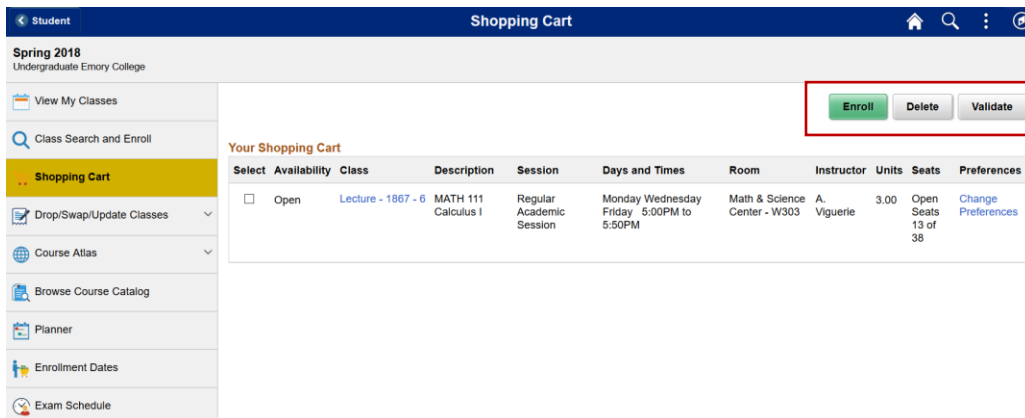 Student
Shopping Cart
Spring 2018
Undergraduate Emory College
View My Classes
Class Search and Enroll
Shopping Cart
Drop/Swap/Update Classes
Course Atlas
Browse Course Catalog
Planner
Enrollment Dates
Exam Schedule
Enroll Delete Validate
Your Shopping Cart
Select Availability Class Description Session Days and Times Room Instructor Units Seats Preferences
Open Lecture - 1867 - 6 MATH 111 Regular Monday Wednesday Math & Science A. 3.00 Open Change
Calculus I Academic Friday 5:00PM to Center - W303 Viguerie Seats Preferences
Session 5:50PM 13 of
38